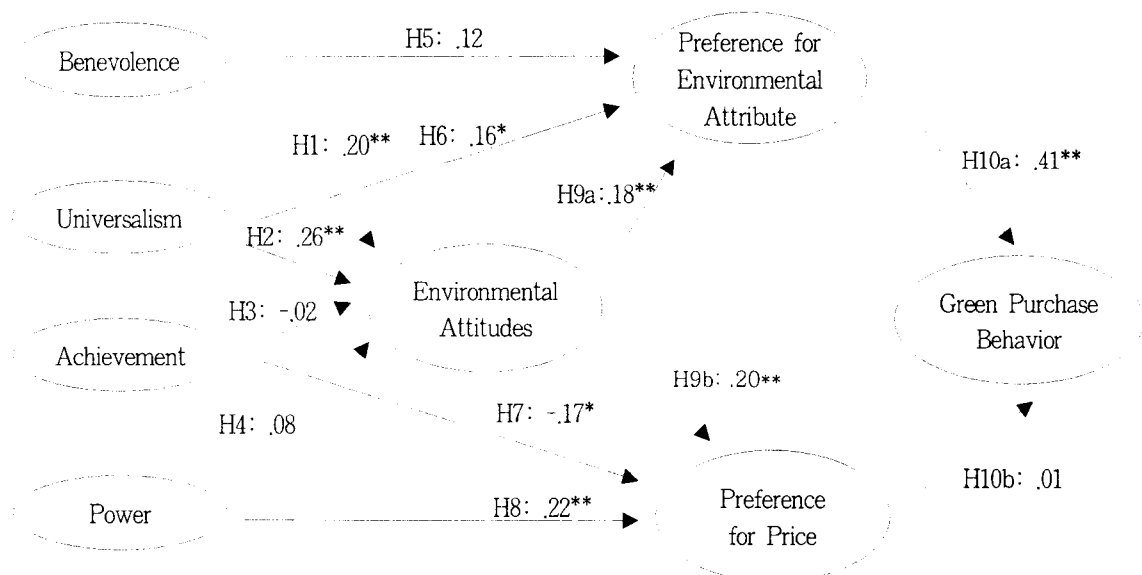 Benevolence
H5: .12
Preference for
Environmental
Attribute
H1: .20**
H6: .16*
H10a: .41**
H9a: .18**
Universalism
H2: .26**
Environmental
Attitudes
Green Purchase
Behavior
H3: -.02
Achievement
H9b: .20**
H7: -.17*
H4: .08
H10b: .01
Power
H8: .22**
Preference
for Price